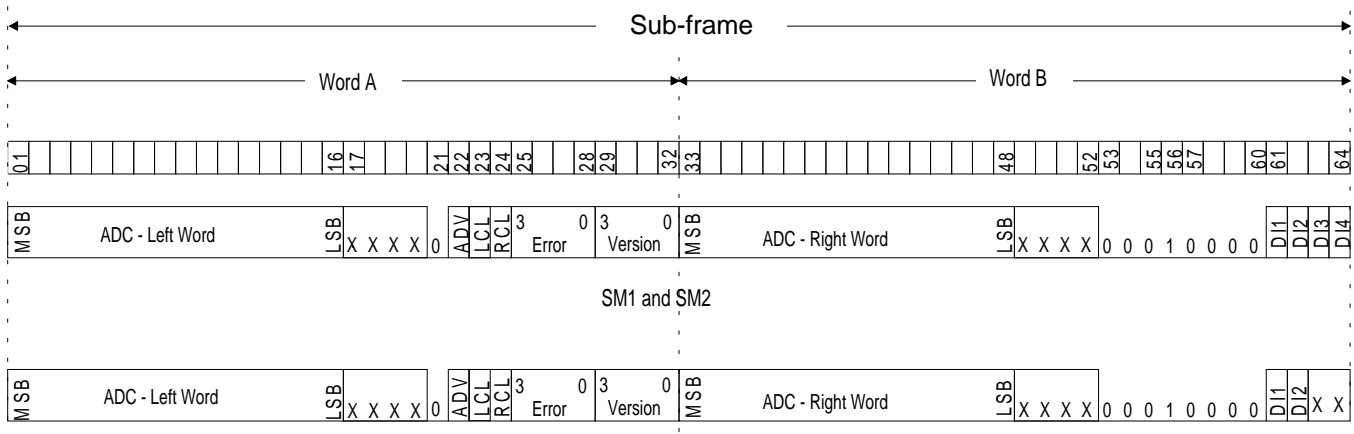 Sub-frame
Word A Word B
01 16 17 21 22 23 24 25 28 29 32 33 48 52 53 55 56 57 60 61 64
MSB ADC - Left Word LSB X X X X 0 ADV LCL RCL 3 0 Error 3 0 Version MSB ADC - Right Word LSB X X X X 0 0 0 1 0 0 0 0 DI1 DI2 DI3 DI4
SM1 and SM2
MSB ADC - Left Word LSB X X X X 0 ADV LCL RCL 3 0 Error 3 0 Version MSB ADC - Right Word LSB X X X X 0 0 0 1 0 0 0 0 DI1 DI2 X X